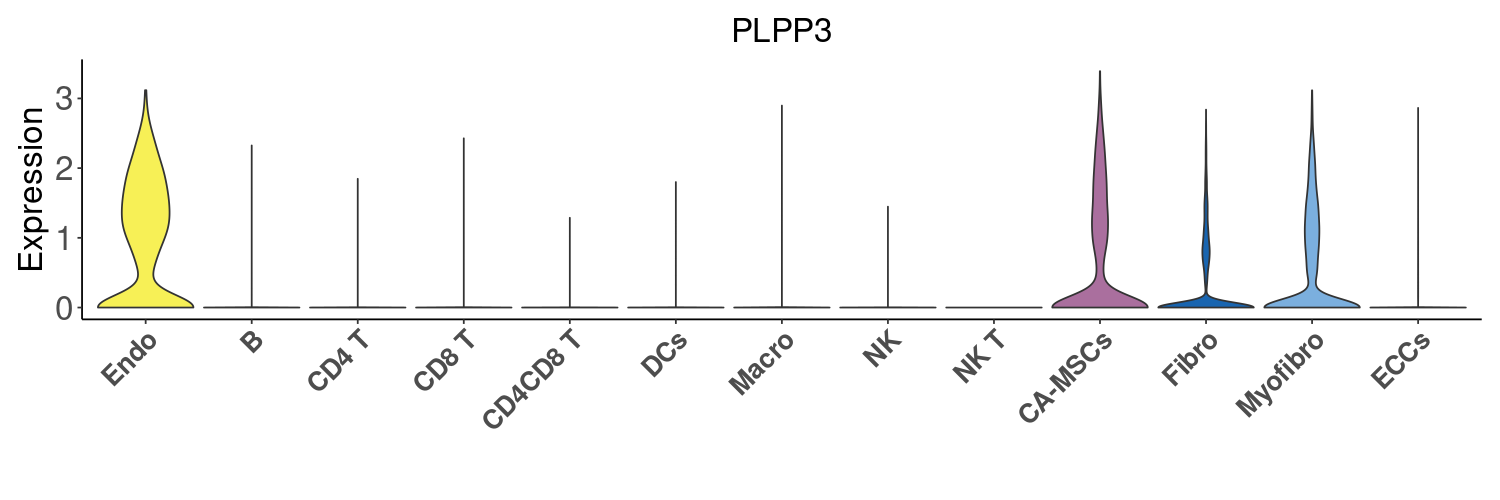 PLPP3
Expression
3
2
1
0
Endo
B
CD4 T
CD8 T
CD4CD8 T
DCs
Macro
NK
NK T
CA-MSCs
Fibro
Myofibro
ECCs